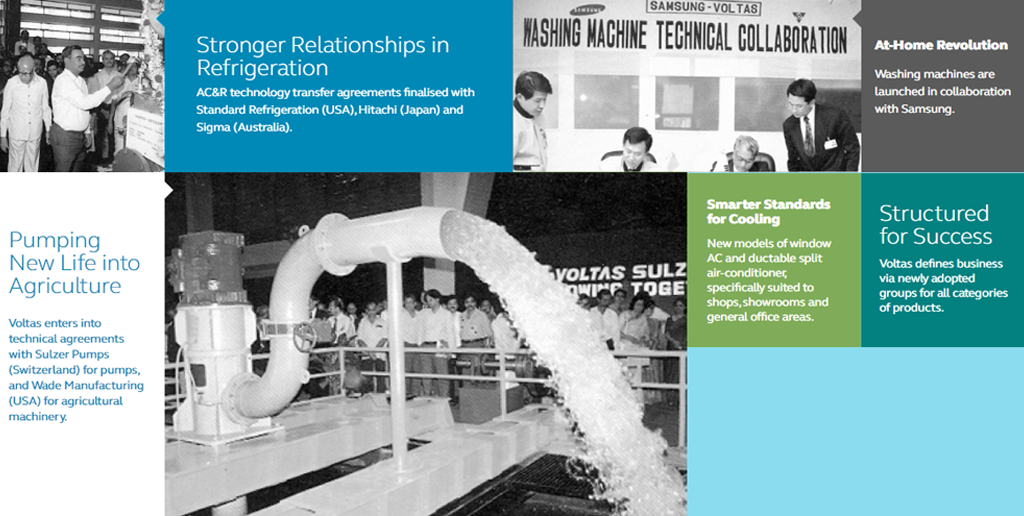 Stronger Relationships in
Refrigeration
AC&R technology transfer agreements finalised with
Standard Refrigeration (USA), Hitachi (Japan) and
Sigma (Australia).
SAMSUNG
SAMSUNG - VOLTAS
WASHING MACHINE TECHNICAL COLLABORATION
At-Home Revolution
Washing machines are
launched in collaboration
with Samsung.
Pumping
New Life into
Agriculture
Voltas enters into
technical agreements
with Sulzer Pumps
(Switzerland) for pumps,
and Wade Manufacturing
(USA) for agricultural
machinery.
VOLTAS SULZ
OWING TOGE
Smarter Standards
for Cooling
New models of window
AC and ductable split
air-conditioner,
specifically suited to
shops, showrooms and
general office areas.
Structured
for Success
Voltas defines business
via newly adopted
groups for all categories
of products.